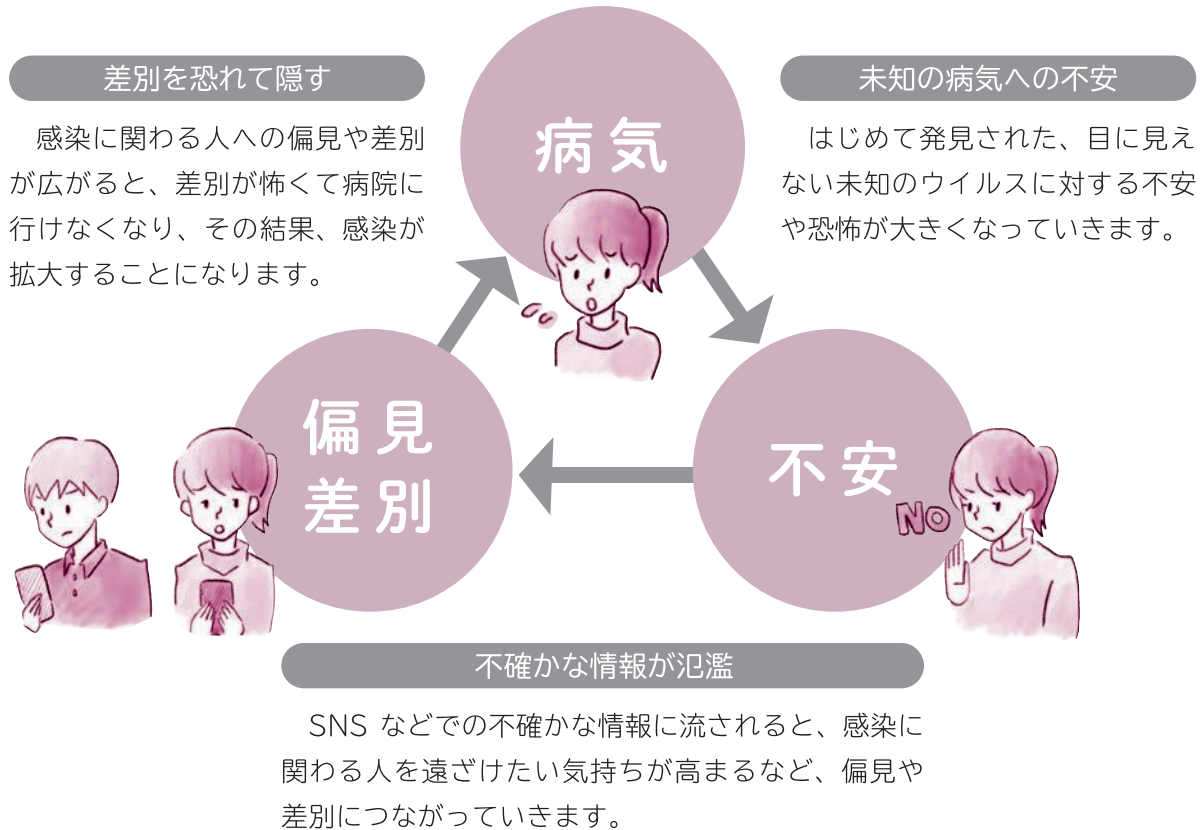 病気
未知の病気への不安
はじめて発見された、目に見え
ない未知のウイルスに対する不安
や恐怖が大きくなっていきます。
不安
NO
不確かな情報が氾濫
SNS などでの不確かな情報に流されると、感染に
関わる人を遠ざけたい気持ちが高まるなど、偏見や
差別につながっていきます。
偏見
差別
差別を恐れて隠す
感染に関わる人への偏見や差別
が広がると、差別が怖くて病院に
行けなくなり、その結果、感染が
拡大することになります。